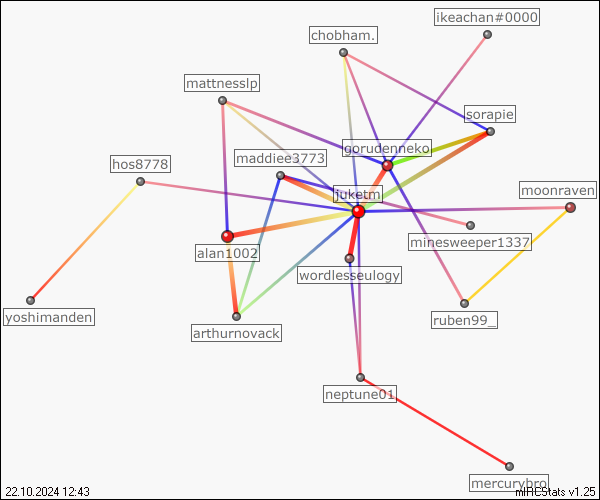 ikeachan#0000
chobham.
mattnesslp
sorapie
gorudenneko
hos8778
maddiee3773
moonraven
juketm
minesweeper1337
alan1002
wordlesseulogy
yoshimanden
ruben99_
arthurnovack
neptune01
mercurybro
22.10.2024 12:43
mIRCStats v1.25